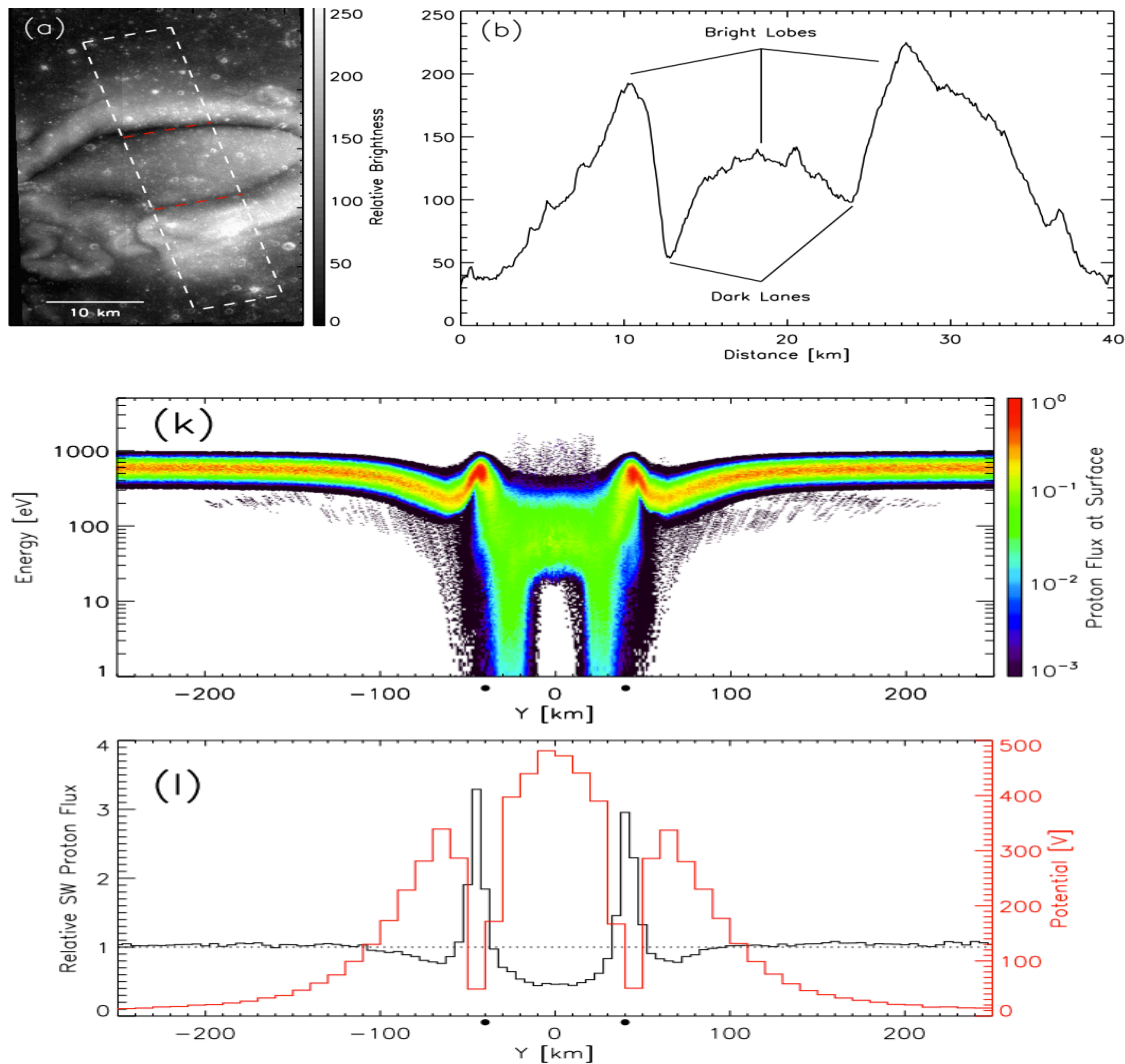 (a)
10 km
250
200
150
100
50
0
Relative Brightness
(b)
Bright Lobes
Dark Lanes
250
200
150
100
50
0
0 10 20 30 40
Distance [km]
(k)
1000
100
10
1
Energy [eV]
-200 -100 0 100 200
Y [km]
10⁰
10⁻¹
10⁻²
10⁻³
Proton Flux at Surface
(l)
4
3
2
1
0
Relative SW Proton Flux
500
400
300
200
100
0
Potential [V]
-200 -100 0 100 200
Y [km]